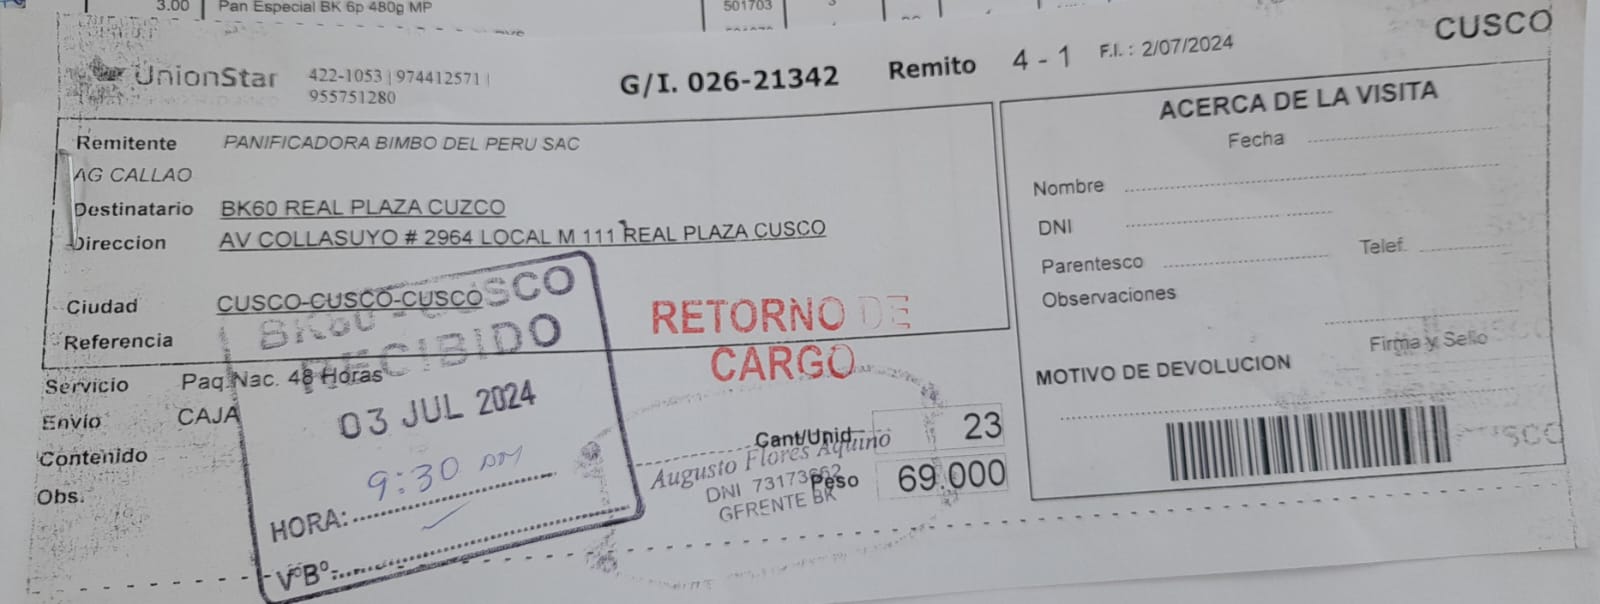 3.00 Pan Especial BK 6p 480g MP 501703
CUSCO
UnionStar 422-1053 | 974412571 |
955751280
G/I. 026-21342 Remito 4 - 1 F.I. : 2/07/2024
Remitente PANIFICADORA BIMBO DEL PERU SAC
AG CALLAO
Destinatario BK60 REAL PLAZA CUZCO
Direccion AV COLLASUYO # 2964 LOCAL M 111 REAL PLAZA CUSCO
Ciudad CUSCO-CUSCO-CUSCO
Referencia
Servicio Paq.Nac. 48 Horas
Envio CAJA
Contenido
Obs.
BK60 - CUSCO
RECIBIDO
03 JUL 2024
9:30 AM
HORA:
V°B°:
RETORNO DE
CARGO
Cant/Unid 23
Peso 69.000
Augusto Flores Aquino
DNI 73173662
GERENTE BK
ACERCA DE LA VISITA
Fecha
Nombre
DNI
Parentesco Telef.
Observaciones
Firma y Sello
MOTIVO DE DEVOLUCION